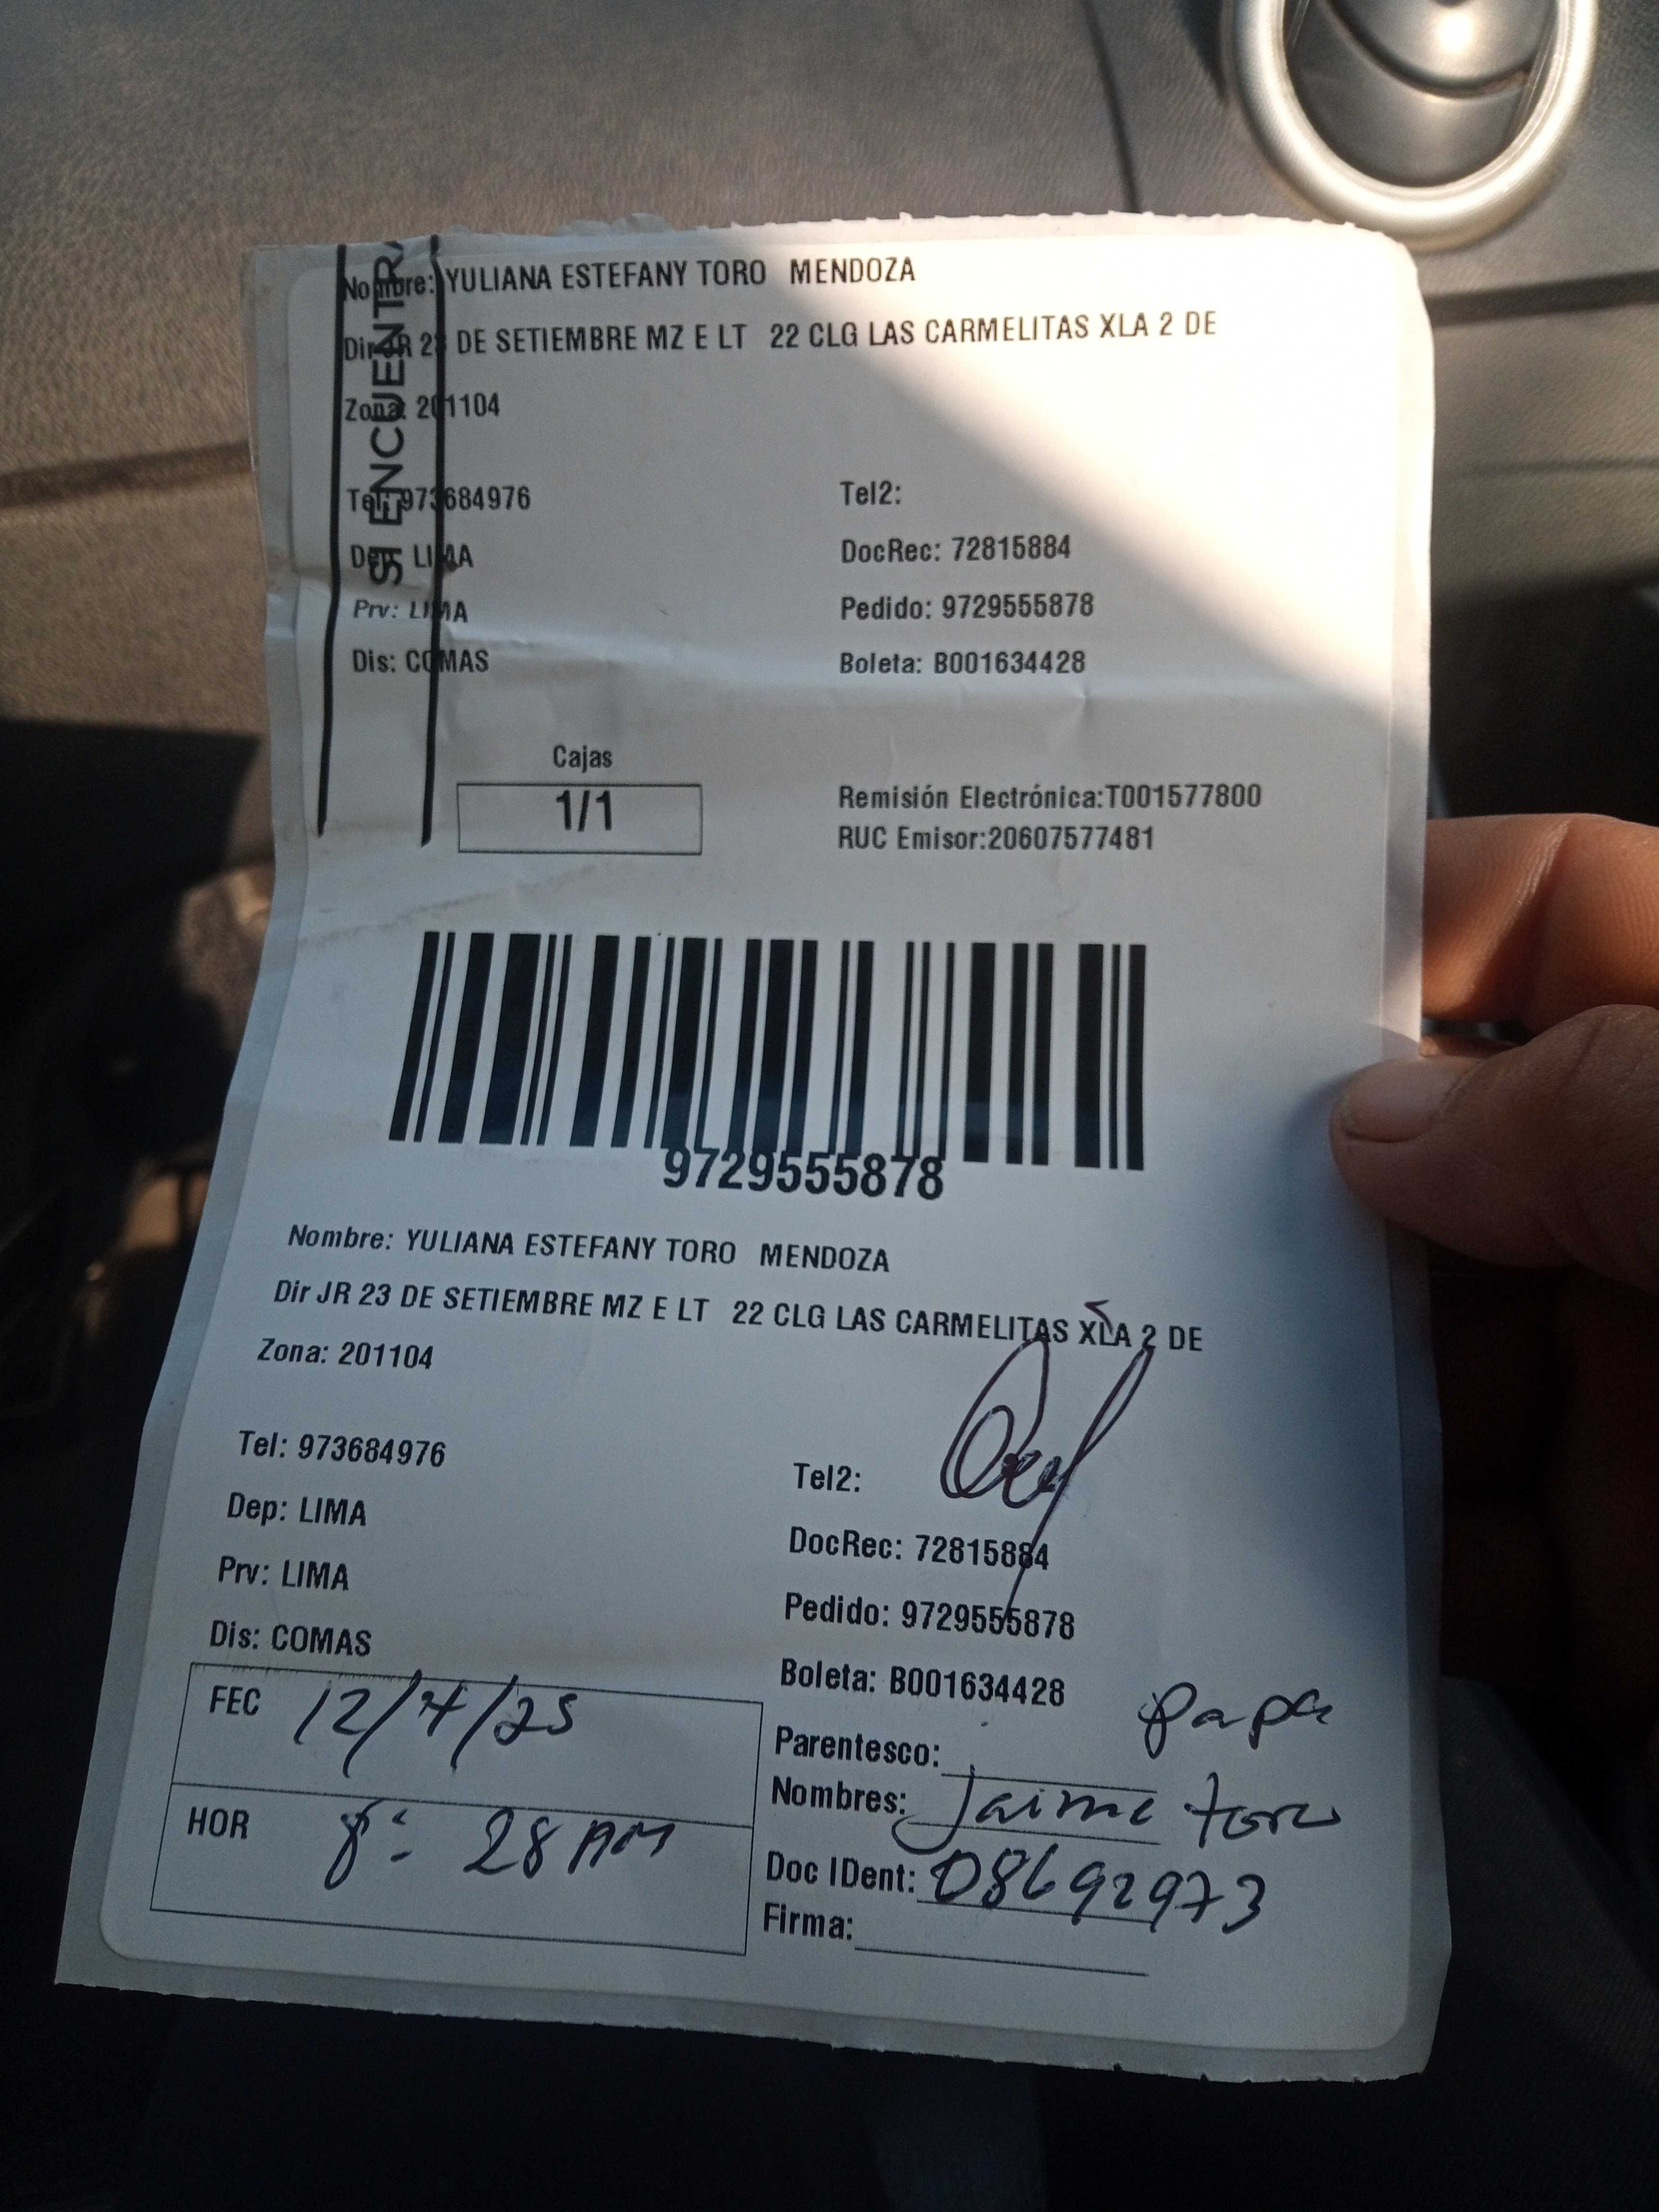 SI ENCUENTRA
Nombre: YULIANA ESTEFANY TORO MENDOZA
Dir JR 23 DE SETIEMBRE MZ E LT 22 CLG LAS CARMELITAS XLA 2 DE
Zona: 201104
Tel: 973684976 Tel2:
Dep: LIMA DocRec: 72815884
Prv: LIMA Pedido: 9729555878
Dis: COMAS Boleta: B001634428
Cajas
1/1
Remisión Electrónica:T001577800
RUC Emisor:20607577481
9729555878
Nombre: YULIANA ESTEFANY TORO MENDOZA
Dir JR 23 DE SETIEMBRE MZ E LT 22 CLG LAS CARMELITAS XLA 2 DE
Zona: 201104
Tel: 973684976 Tel2:
Dep: LIMA DocRec: 72815884
Prv: LIMA Pedido: 9729555878
Dis: COMAS Boleta: B001634428
FEC 12/4/25
HOR 8: 28 AM
Parentesco: papa
Nombres: Jaime toro
Doc IDent: 08692973
Firma: